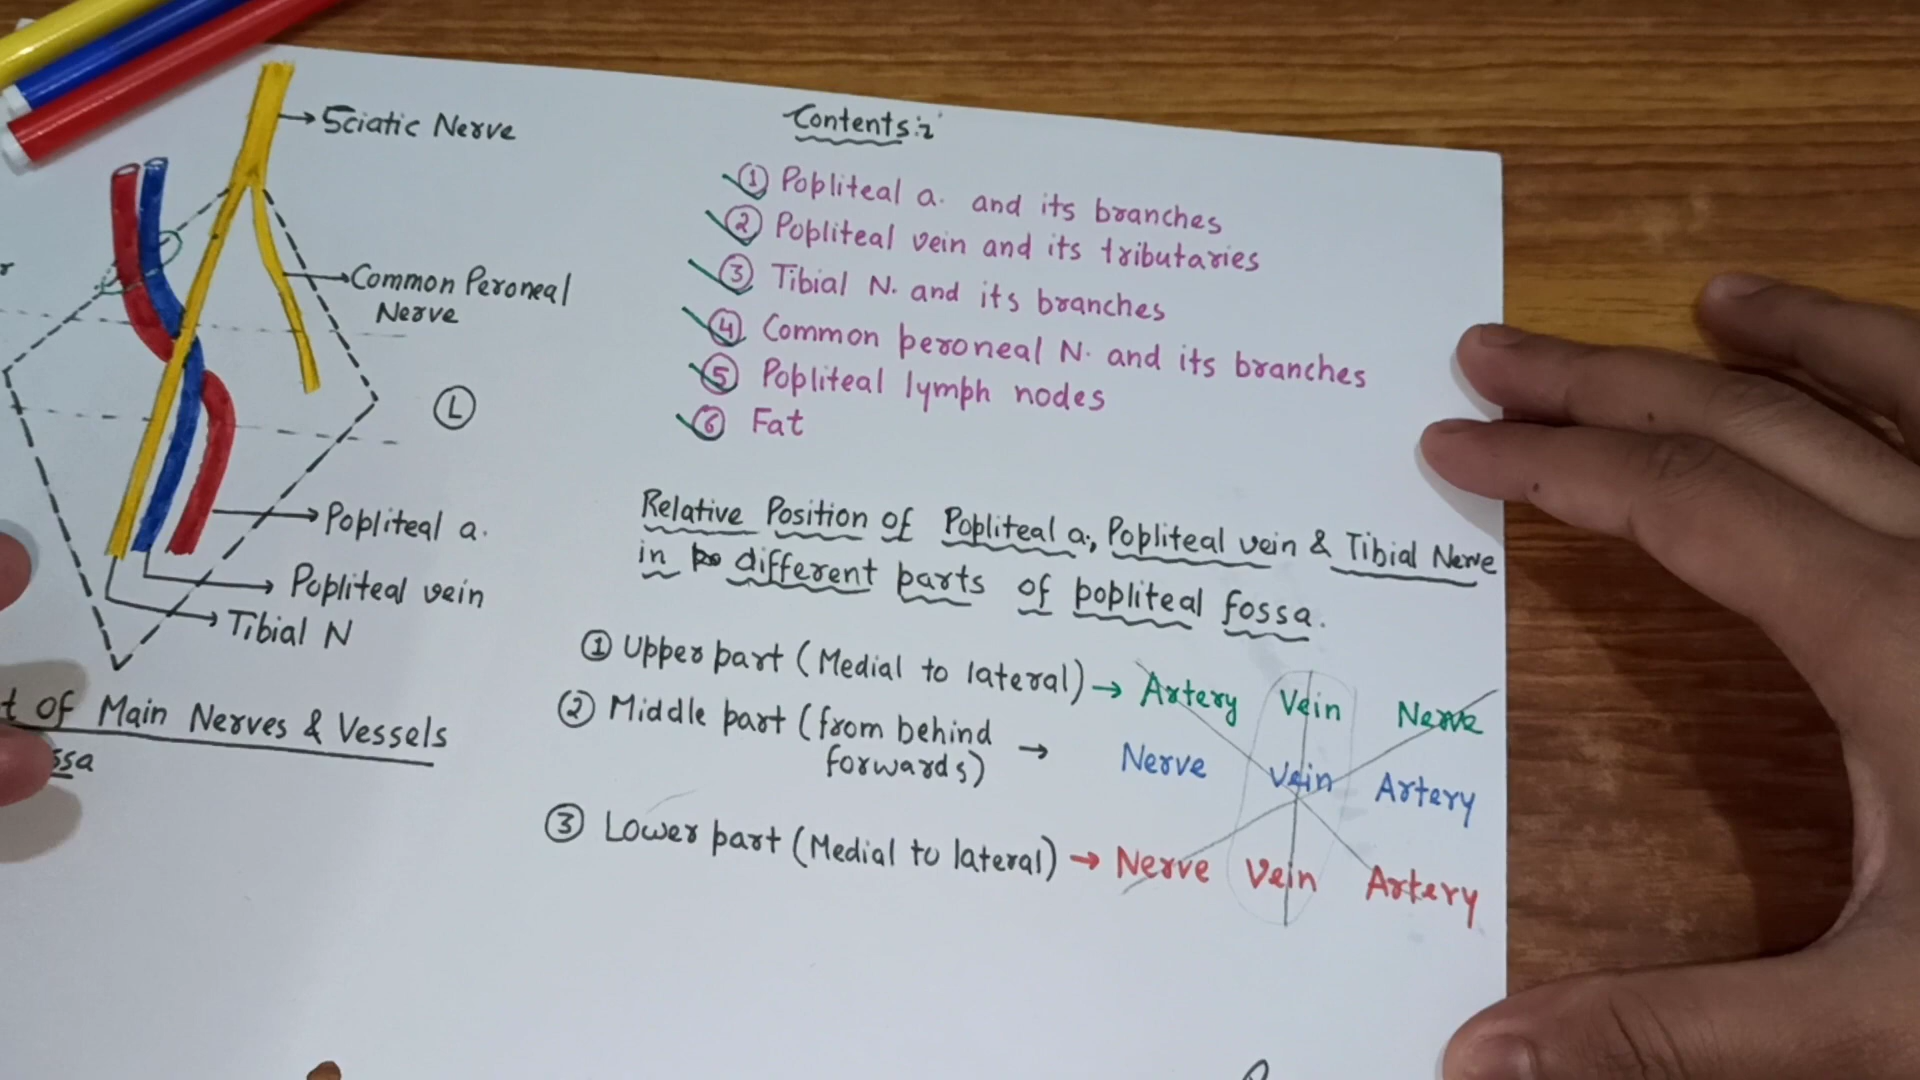 Sciatic Nerve
Common Peroneal
Nerve
L
Popliteal a.
Popliteal vein
Tibial N
t of Main Nerves & Vessels
ssa
Contents:-
① Popliteal a. and its branches
② Popliteal vein and its tributaries
③ Tibial N. and its branches
④ Common peroneal N. and its branches
⑤ Popliteal lymph nodes
⑥ Fat
Relative Position of Popliteal a., Popliteal vein & Tibial Nerve
in different parts of popliteal fossa.
① Upper part (Medial to lateral) → Artery Vein Nerve
② Middle part (from behind
forwards) → Nerve Vein Artery
③ Lower part (Medial to lateral) → Nerve Vein Artery